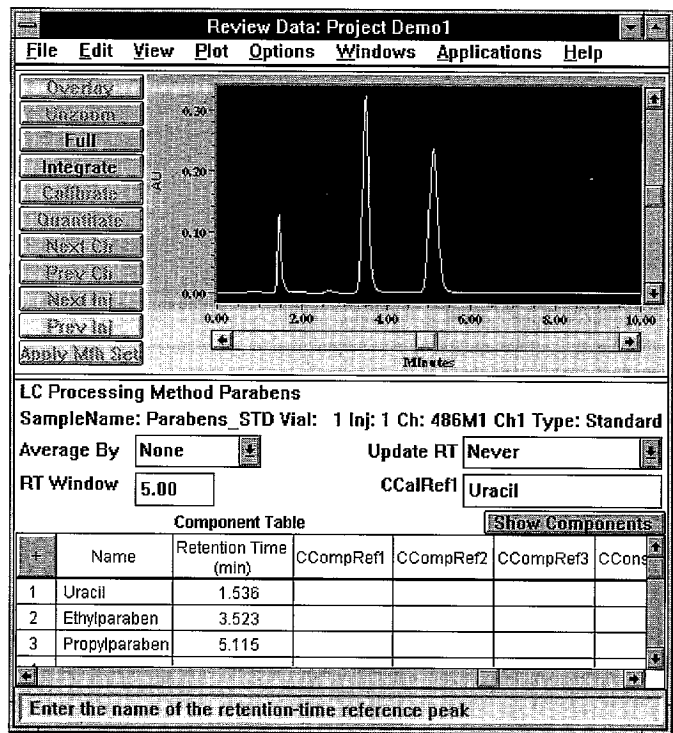 Review Data: Project Demo1
File Edit View Plot Options Windows Applications Help
Overlay
Unzoom
Full
Integrate
Calibrate
Quantitate
Next Ch
Prev Ch
Next Inj
Prev Inj
Apply Mth Set
AU
0.30
0.20
0.10
0.00
0.00 2.00 4.00 6.00 8.00 10.00
Minutes
LC Processing Method Parabens
SampleName: Parabens_STD Vial: 1 Inj: 1 Ch: 486M1 Ch1 Type: Standard
Average By None Update RT Never
RT Window 5.00 CCalRef1 Uracil
Component Table Show Components
+ Name Retention Time (min) CCompRef1 CCompRef2 CCompRef3 CCons
1 Uracil 1.536
2 Ethylparaben 3.523
3 Propylparaben 5.115
Enter the name of the retention-time reference peak